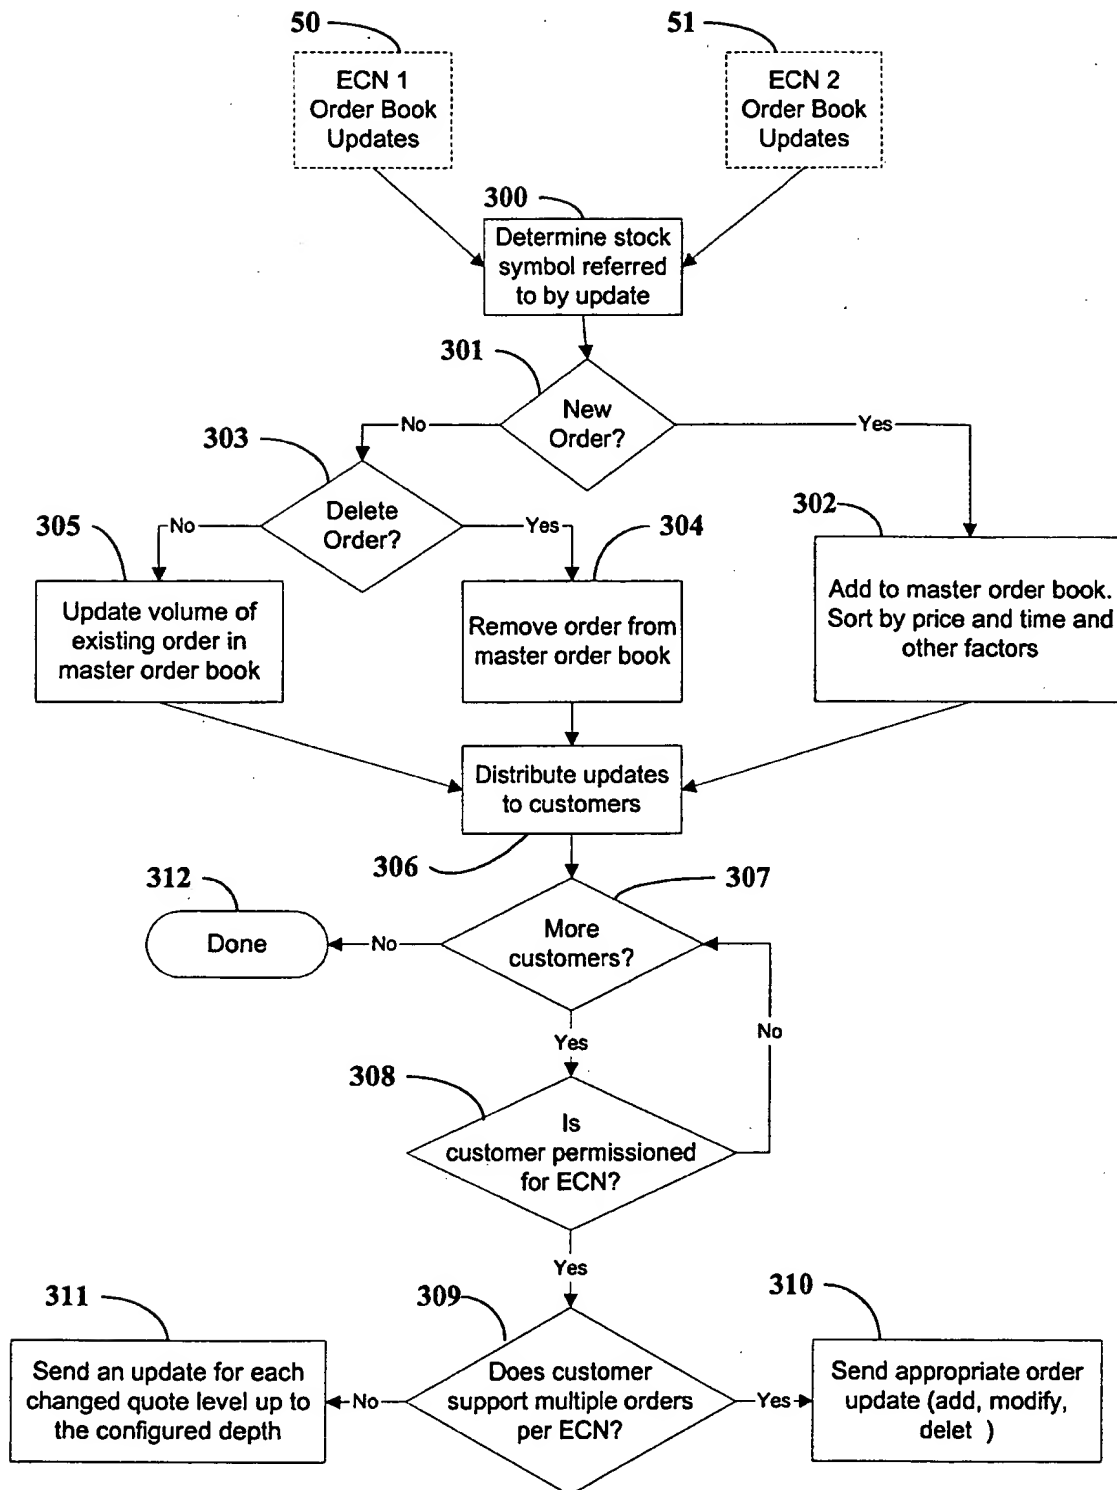 50
51
ECN 1
Order Book
Updates
ECN 2
Order Book
Updates
300
Determine stock
symbol referred
to by update
301
New
Order?
No
Yes
303
Delete
Order?
No
Yes
305
304
302
Update volume of
existing order in
master order book
Remove order from
master order book
Add to master order book.
Sort by price and time and
other factors
Distribute updates
to customers
306
307
312
Done
No
More
customers?
Yes
No
308
Is
customer permissioned
for ECN?
Yes
311
309
310
Send an update for each
changed quote level up to
the configured depth
No
Does customer
support multiple orders
per ECN?
Yes
Send appropriate order
update (add, modify,
delet )